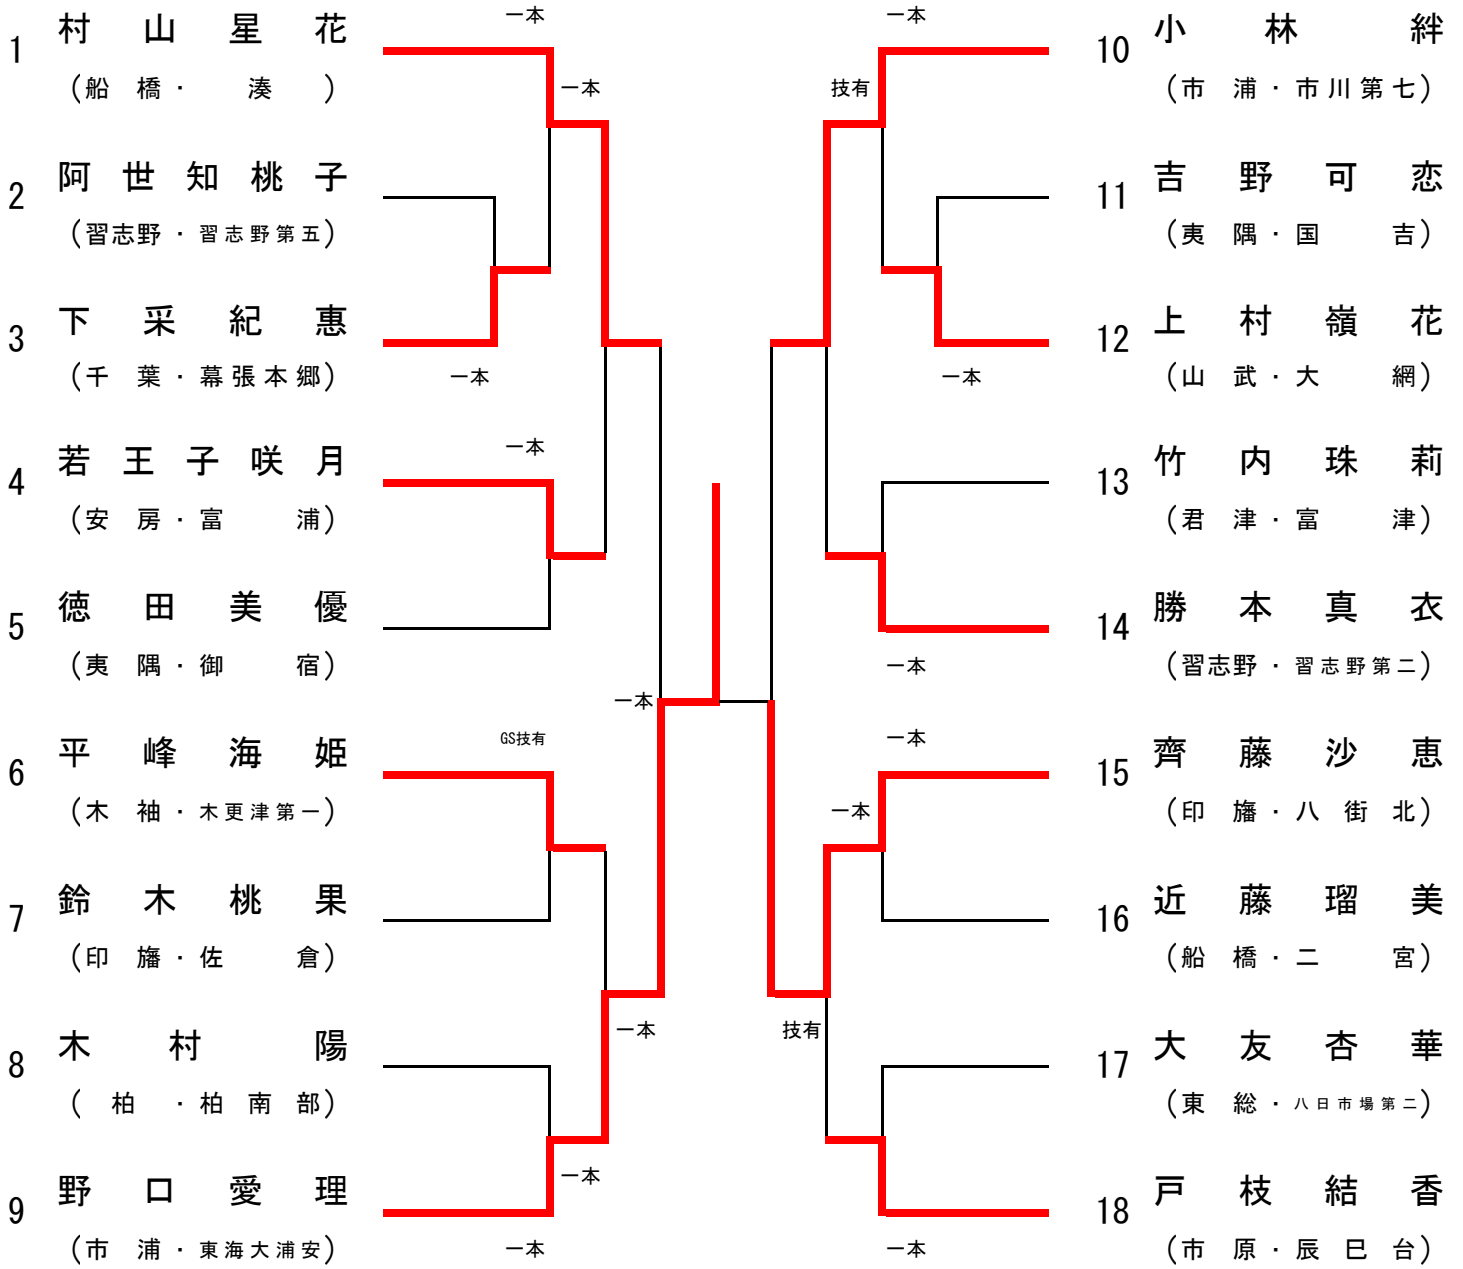 一本
1 村山星花
(船橋・湊)
一本
2 阿世知桃子
(習志野・習志野第五)
3 下采紀惠
(千葉・幕張本郷)
一本
一本
4 若王子咲月
(安房・富浦)
5 徳田美優
(夷隅・御宿)
一本
GS技有
6 平峰海姫
(木袖・木更津第一)
7 鈴木桃果
(印旛・佐倉)
一本
8 木村陽
(柏・柏南部)
一本
9 野口愛理
(市浦・東海大浦安)
一本
一本
10 小林絆
(市浦・市川第七)
技有
11 吉野可恋
(夷隅・国吉)
12 上村嶺花
(山武・大網)
一本
13 竹内珠莉
(君津・富津)
14 勝本真衣
(習志野・習志野第二)
一本
一本
15 齊藤沙恵
(印旛・八街北)
一本
16 近藤瑠美
(船橋・二宮)
技有
17 大友杏華
(東総・八日市場第二)
18 戸枝結香
(市原・辰巳台)
一本